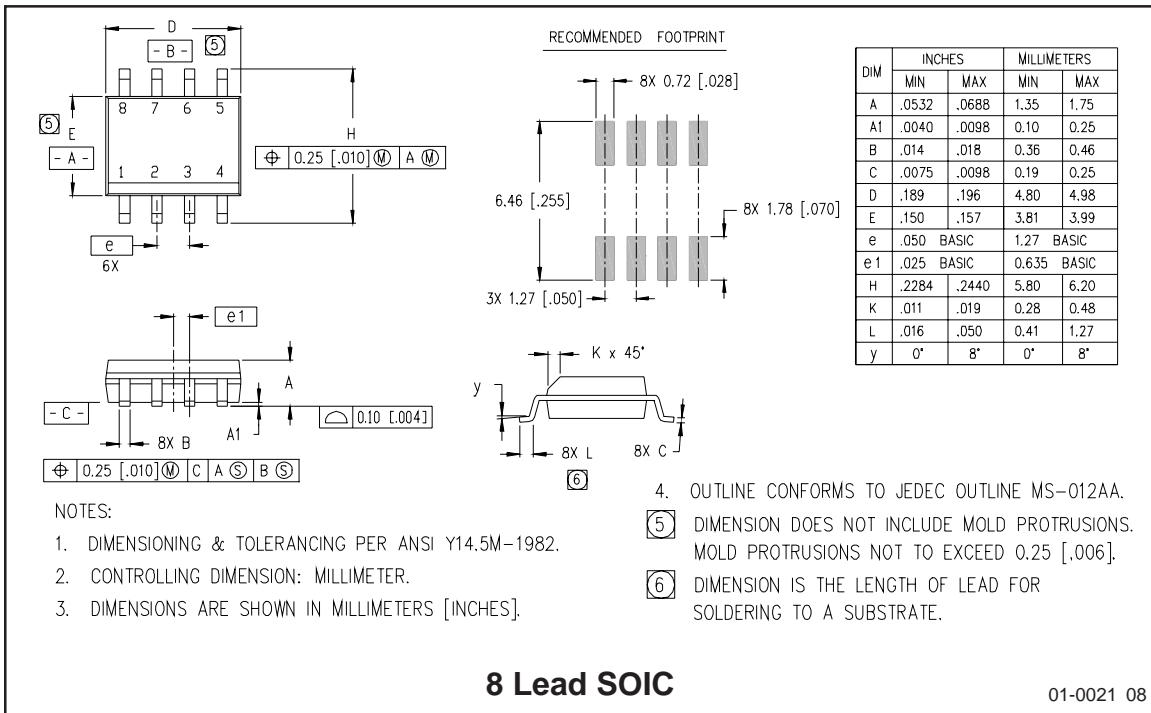 D
- B -
5
8 7 6 5
5
E
- A -
H
⌖ 0.25 [.010] Ⓜ A Ⓜ
1 2 3 4
e
6X
RECOMMENDED FOOTPRINT
8X 0.72 [.028]
6.46 [.255]
8X 1.78 [.070]
3X 1.27 [.050]
DIM INCHES MILLIMETERS
MIN MAX MIN MAX
A .0532 .0688 1.35 1.75
A1 .0040 .0098 0.10 0.25
B .014 .018 0.36 0.46
C .0075 .0098 0.19 0.25
D .189 .196 4.80 4.98
E .150 .157 3.81 3.99
e .050 BASIC 1.27 BASIC
e1 .025 BASIC 0.635 BASIC
H .2284 .2440 5.80 6.20
K .011 .019 0.28 0.48
L .016 .050 0.41 1.27
y 0° 8° 0° 8°
e1
A
- C -
8X B
A1
⌓ 0.10 [.004]
⌖ 0.25 [.010] Ⓜ C A Ⓢ B Ⓢ
K x 45°
y
8X L
8X C
6
NOTES:
1. DIMENSIONING & TOLERANCING PER ANSI Y14.5M-1982.
2. CONTROLLING DIMENSION: MILLIMETER.
3. DIMENSIONS ARE SHOWN IN MILLIMETERS [INCHES].
4. OUTLINE CONFORMS TO JEDEC OUTLINE MS-012AA.
5 DIMENSION DOES NOT INCLUDE MOLD PROTRUSIONS.
MOLD PROTRUSIONS NOT TO EXCEED 0.25 [.006].
6 DIMENSION IS THE LENGTH OF LEAD FOR
SOLDERING TO A SUBSTRATE.
8 Lead SOIC
01-0021 08